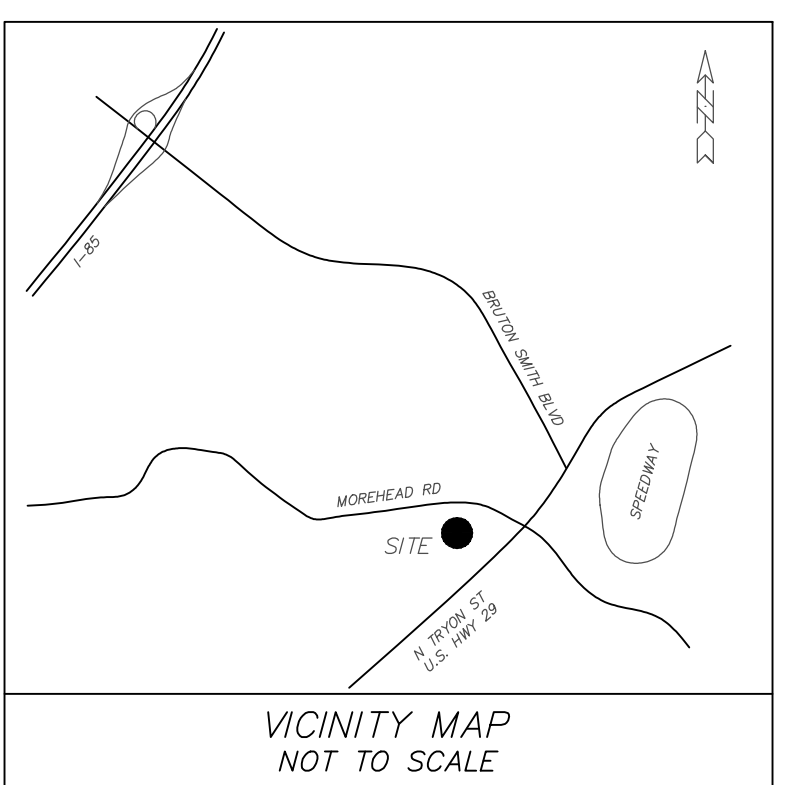 N
I-85
BRUTON SMITH BLVD
SPEEDWAY
MOREHEAD RD
SITE
N TRYON ST
U.S. HWY 29
VICINITY MAP
NOT TO SCALE